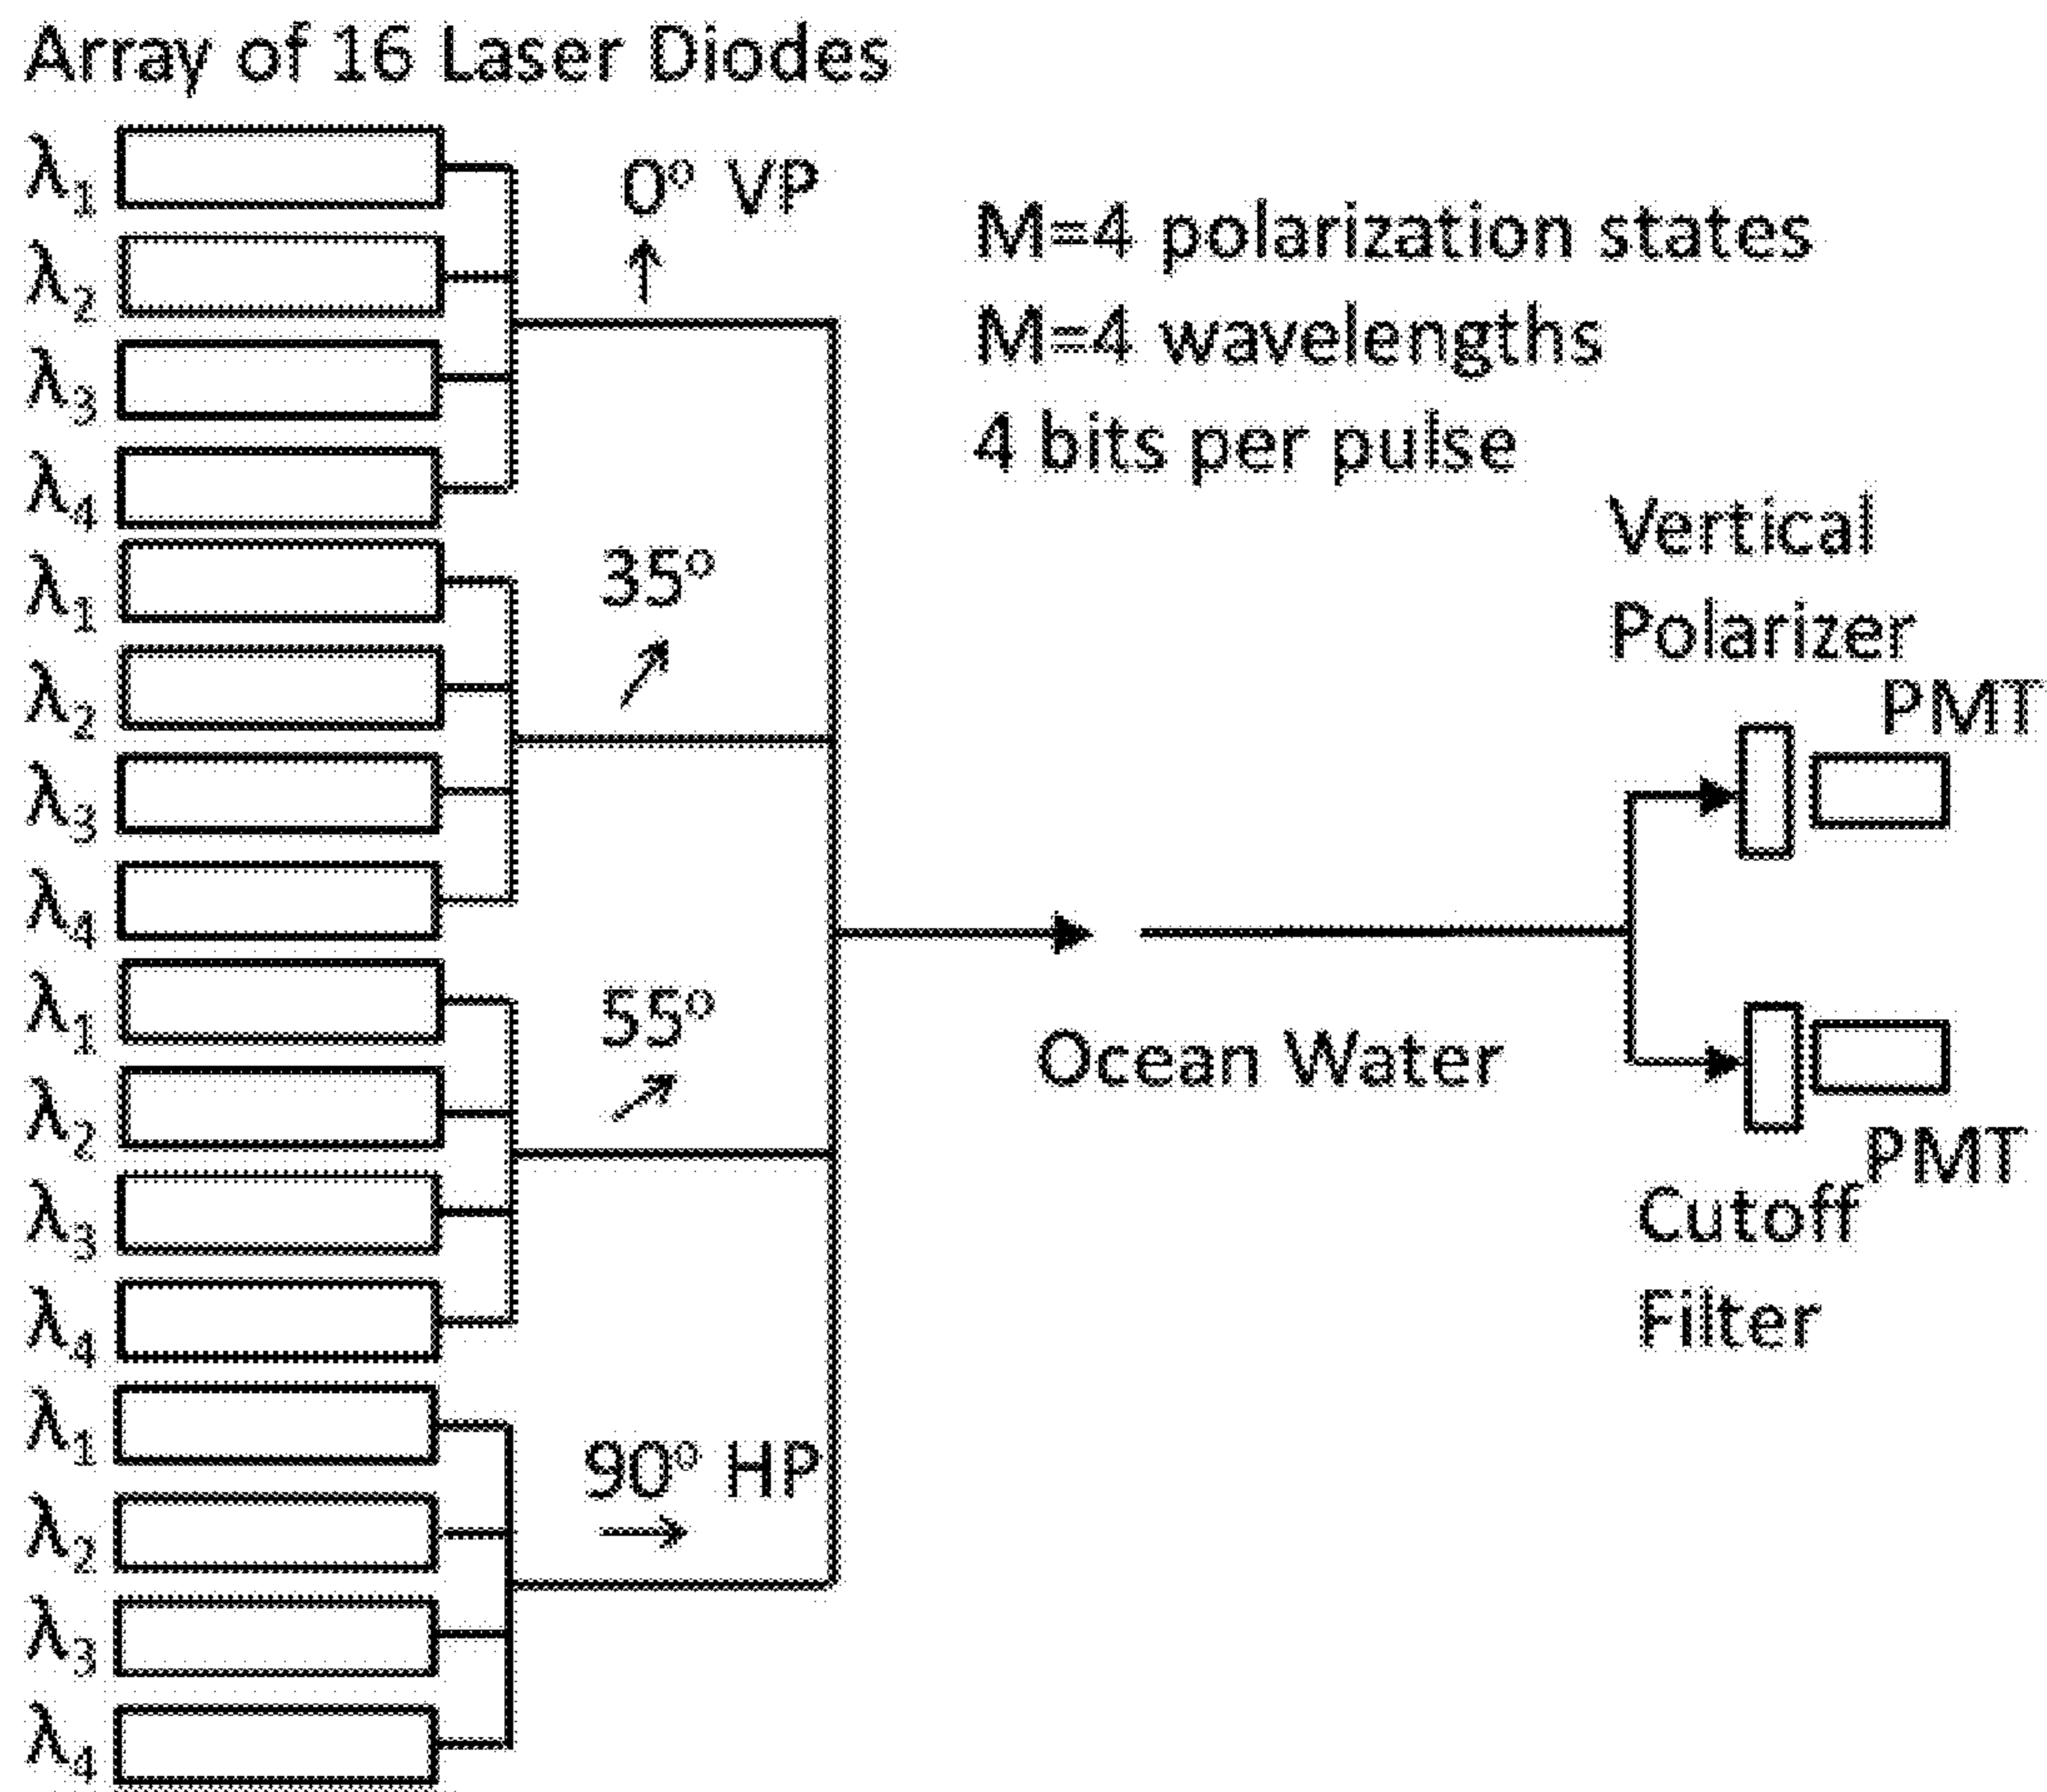 Array of 16 Laser Diodes
λ1
λ2
λ3
λ4
λ1
λ2
λ3
λ4
λ1
λ2
λ3
λ4
λ1
λ2
λ3
λ4
0° VP
35°
55°
90° HP
M=4 polarization states
M=4 wavelengths
4 bits per pulse
Ocean Water
Vertical
Polarizer
PMT
PMT
Cutoff
Filter